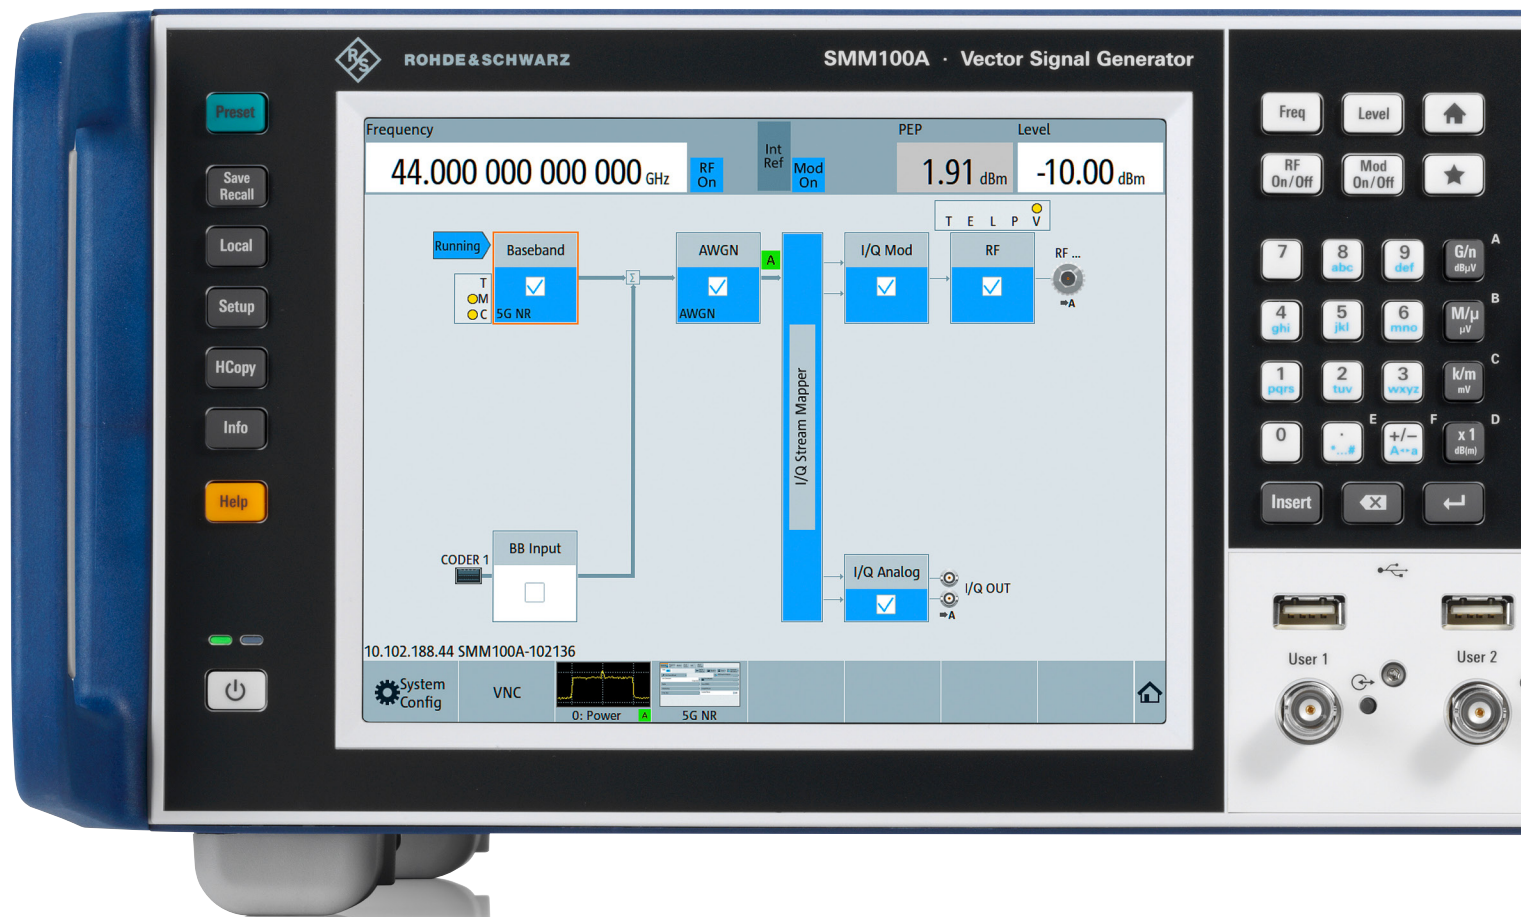 R S
ROHDE&SCHWARZ
SMM100A · Vector Signal Generator
Preset
Save
Recall
Local
Setup
HCopy
Info
Help
Frequency
44.000 000 000 000 GHz
RF
On
Int
Ref
Mod
On
PEP
1.91 dBm
Level
-10.00 dBm
T E L P V
Running
Baseband
T
M
C
5G NR
Σ
AWGN
AWGN
A
I/Q Stream Mapper
I/Q Mod
RF
RF ...
➡A
CODER 1
BB Input
I/Q Analog
I/Q OUT
➡A
10.102.188.44 SMM100A-102136
System
Config
VNC
0: Power A
5G NR
Freq
Level
RF
On/Off
Mod
On/Off
7
8
abc
9
def
G/n
dBµV
A
4
ghi
5
jkl
6
mno
M/µ
µV
B
1
pqrs
2
tuv
3
wxyz
k/m
mV
C
0
.
*...#
E
+/−
A↔a
F
x 1
dB(m)
D
Insert
User 1
User 2